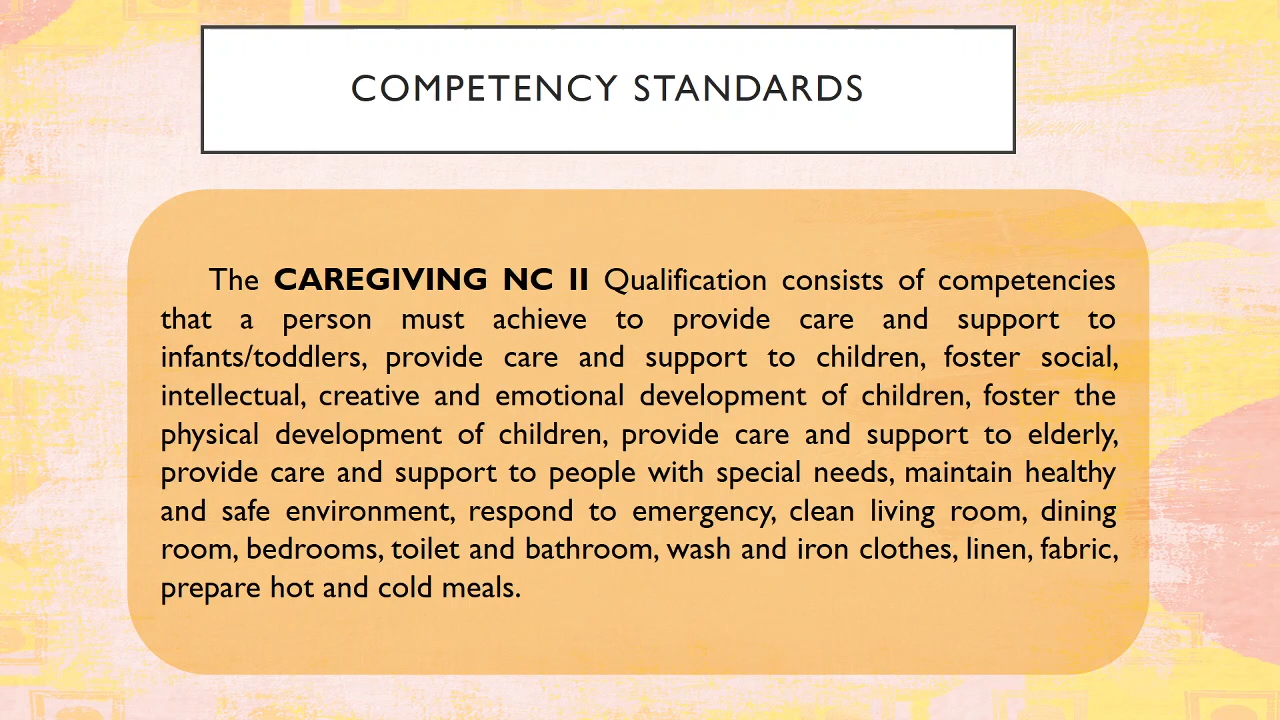 COMPETENCY STANDARDS
The CAREGIVING NC II Qualification consists of competencies
that a person must achieve to provide care and support to
infants/toddlers, provide care and support to children, foster social,
intellectual, creative and emotional development of children, foster the
physical development of children, provide care and support to elderly,
provide care and support to people with special needs, maintain healthy
and safe environment, respond to emergency, clean living room, dining
room, bedrooms, toilet and bathroom, wash and iron clothes, linen, fabric,
prepare hot and cold meals.